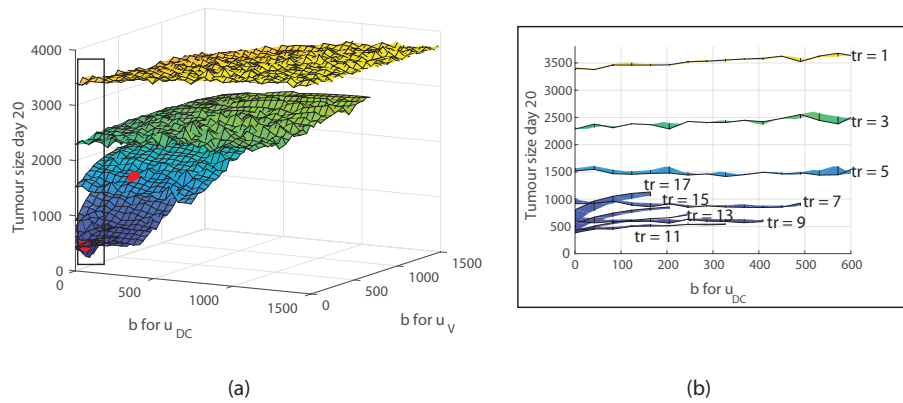 4000
3000
2000
1000
0
Tumour size day 20
0
500
1000
1500
b for u DC
0
500
1000
1500
b for u V
(a)
3500
3000
2500
2000
1500
1000
500
0
Tumour size day 20
tr = 1
tr = 3
tr = 5
tr = 17
tr = 15
tr = 7
tr = 13
tr = 9
tr = 11
0 100 200 300 400 500 600
b for u DC
(b)